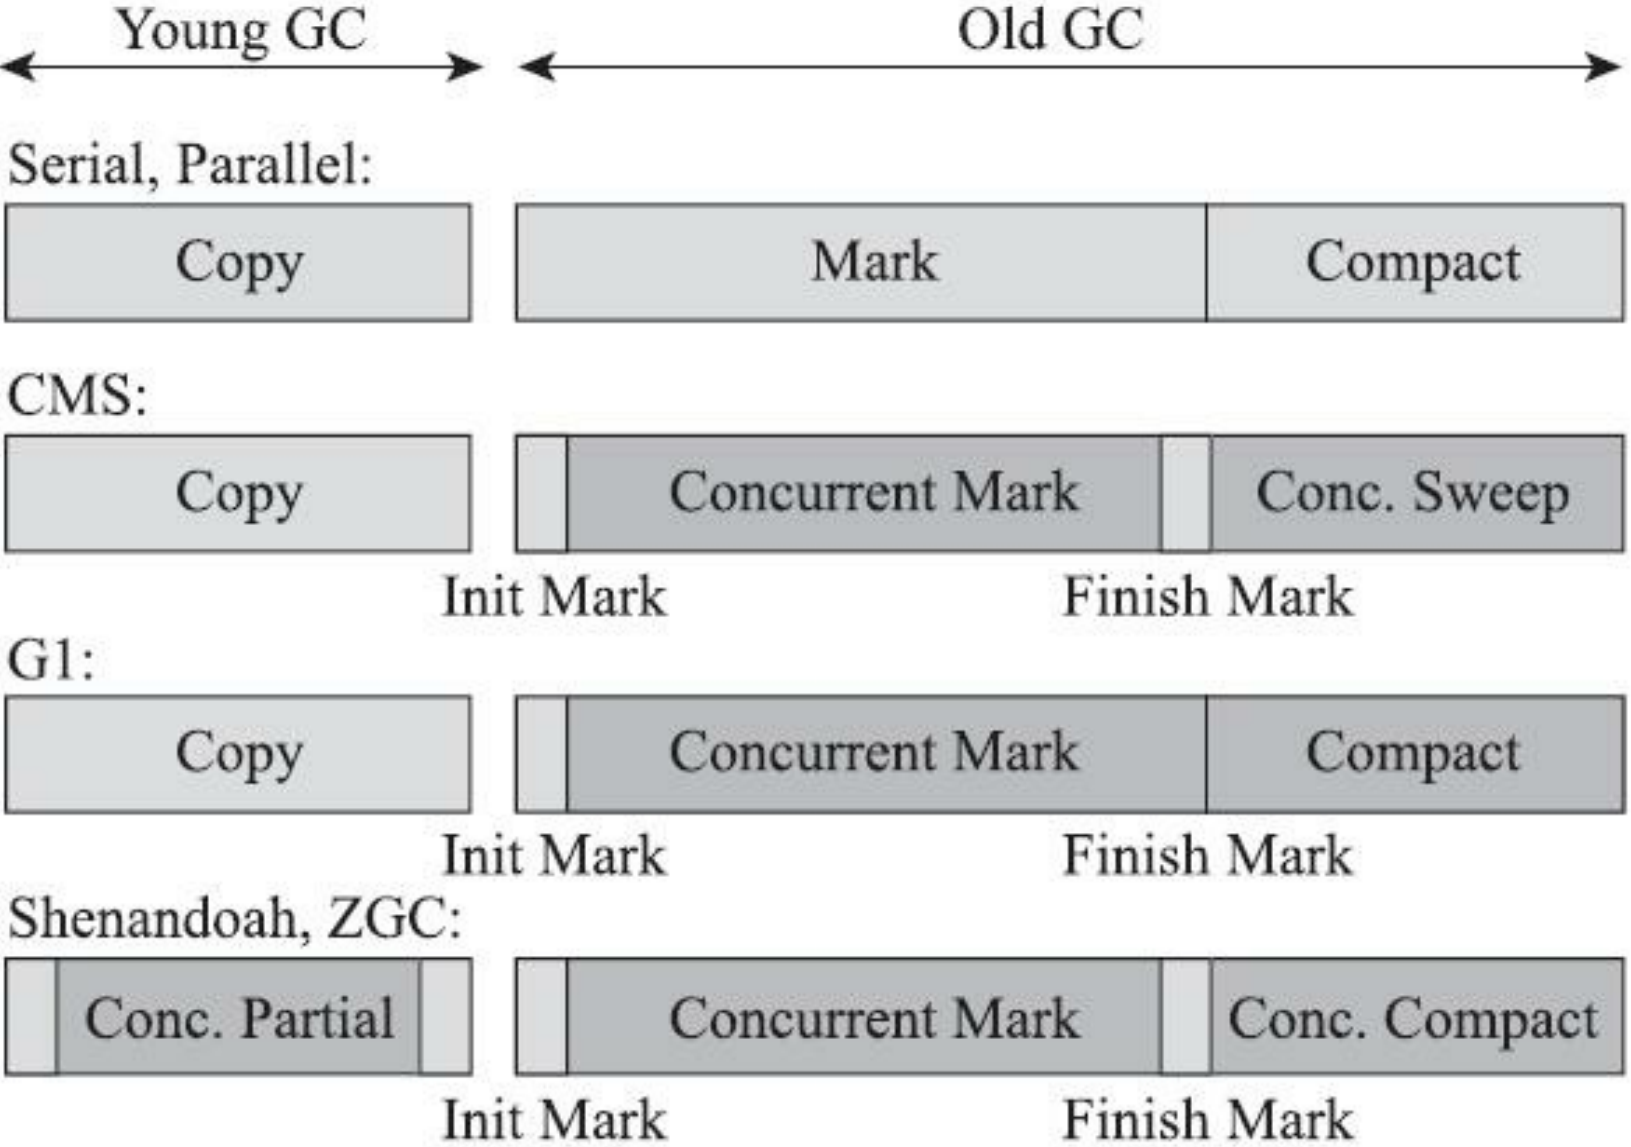 Young GC Old GC
Serial, Parallel:
Copy Mark Compact
CMS:
Copy Concurrent Mark Conc. Sweep
Init Mark Finish Mark
G1:
Copy Concurrent Mark Compact
Init Mark Finish Mark
Shenandoah, ZGC:
Conc. Partial Concurrent Mark Conc. Compact
Init Mark Finish Mark